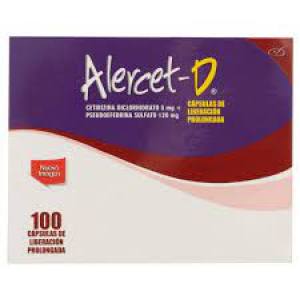 Alercet-D®
CETIRIZINA DICLORHIDRATO 5 mg +
PSEUDOEFEDRINA SULFATO 120 mg
CÁPSULAS DE
LIBERACIÓN
PROLONGADA
Nueva
Imagen
100
CÁPSULAS DE
LIBERACIÓN
PROLONGADA